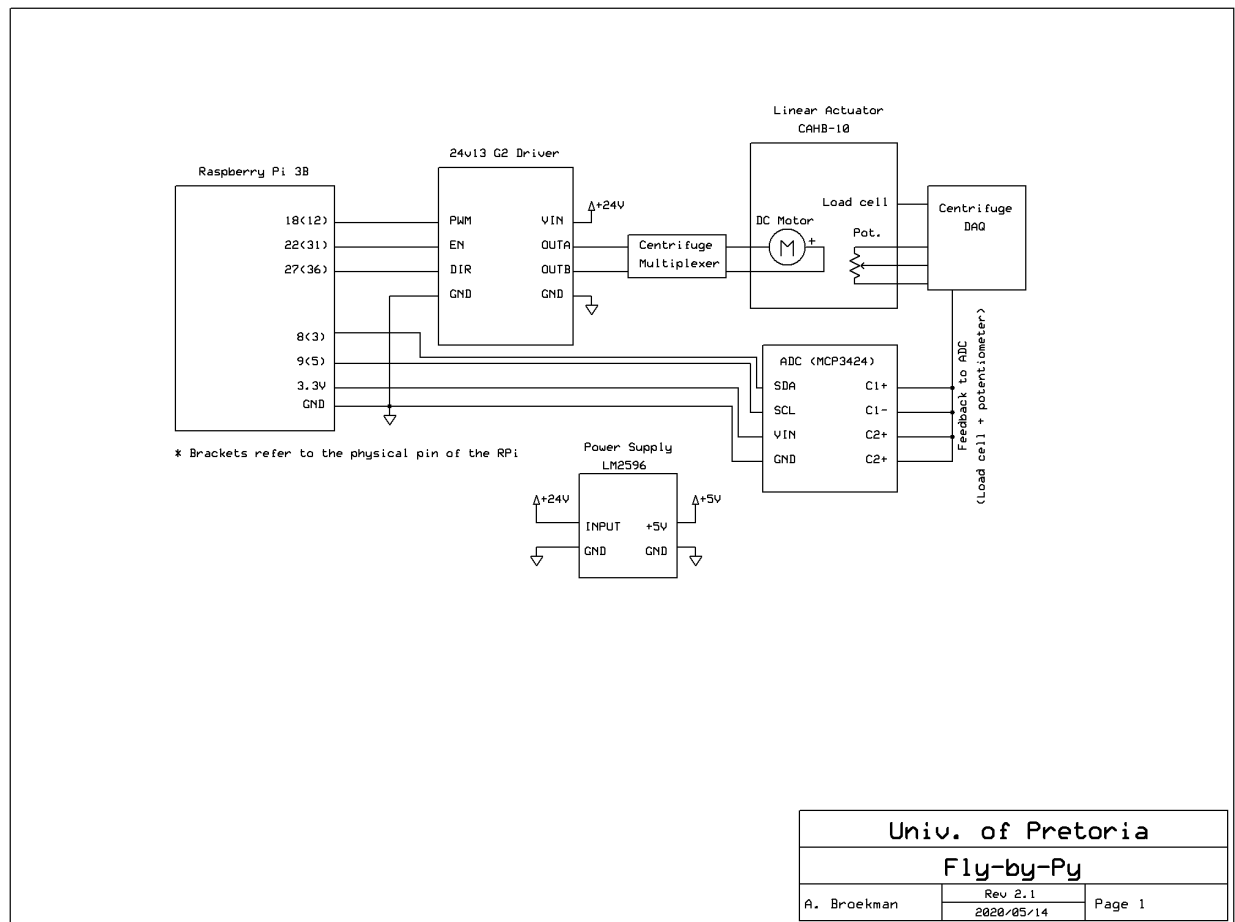 Linear Actuator
CAHB-10
24v13 G2 Driver
Raspberry Pi 3B
18(12)
22(31)
27(36)
8(3)
9(5)
3.3V
GND
PWM
EN
DIR
GND
VIN
OUTA
OUTB
GND
+24V
Centrifuge
Multiplexer
Load cell
DC Motor
M
+
Pot.
Centrifuge
DAQ
ADC (MCP3424)
SDA
SCL
VIN
GND
C1+
C1-
C2+
C2+
Feedback to ADC
(Load cell + potentiometer)
* Brackets refer to the physical pin of the RPi
Power Supply
LM2596
+24V
INPUT
GND
+5V
GND
+5V
Univ. of Pretoria
Fly-by-Py
A. Broekman
Rev 2.1
2020/05/14
Page 1